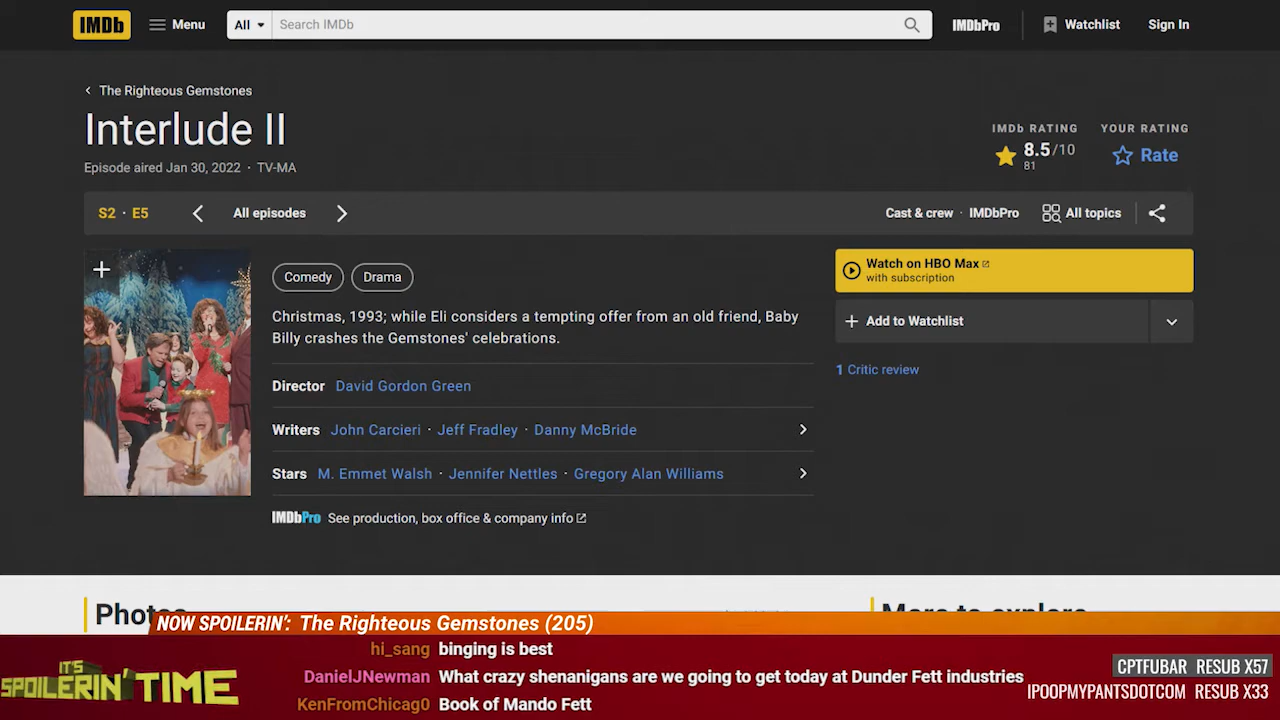 IMDb Menu All Search IMDb IMDbPro Watchlist Sign In
The Righteous Gemstones
Interlude II
Episode aired Jan 30, 2022 · TV-MA
IMDb RATING YOUR RATING
8.5/10 Rate
81
S2 · E5 All episodes Cast & crew · IMDbPro All topics
Comedy Drama
Christmas, 1993; while Eli considers a tempting offer from an old friend, Baby
Billy crashes the Gemstones' celebrations.
Director David Gordon Green
Writers John Carcieri · Jeff Fradley · Danny McBride
Stars M. Emmet Walsh · Jennifer Nettles · Gregory Alan Williams
IMDbPro See production, box office & company info
Watch on HBO Max
with subscription
+ Add to Watchlist
1 Critic review
Photos More to explore
NOW SPOILERIN': The Righteous Gemstones (205)
IT'S
SPOILERIN' TIME
hi_sang binging is best
DanielJNewman What crazy shenanigans are we going to get today at Dunder Fett industries
KenFromChicag0 Book of Mando Fett
CPTFUBAR RESUB X57
IPOOPMYPANTSDOTCOM RESUB X33